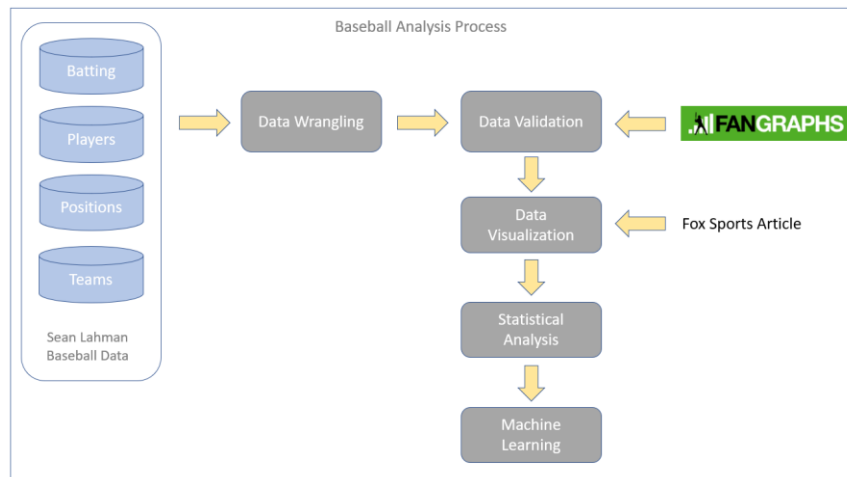 Baseball Analysis Process
Batting
Players
Positions
Teams
Sean Lahman
Baseball Data
Data Wrangling
Data Validation
FANGRAPHS
Data
Visualization
Fox Sports Article
Statistical
Analysis
Machine
Learning